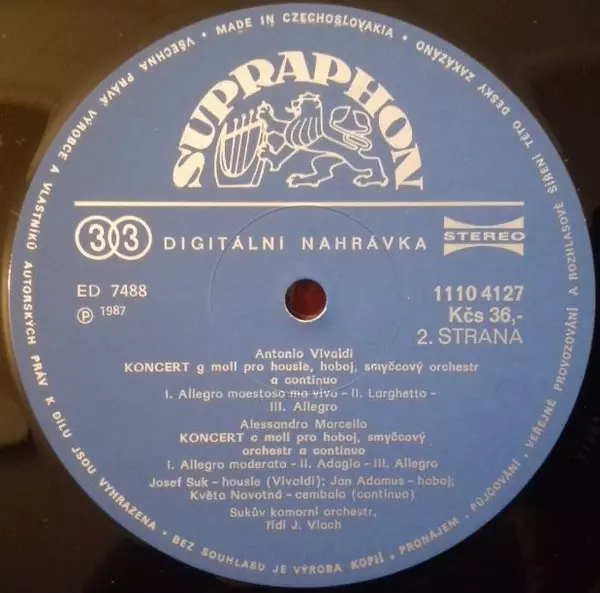 VŠECHNA PRÁVA VÝROBCE A VLASTNÍKŮ AUTORSKÝCH PRÁV K DÍLU JSOU VYHRAZENA • BEZ SOUHLASU JE VÝROBA KOPIÍ • PRONÁJEM • PŮJČOVÁNÍ • VEŘEJNÉ PROVOZOVÁNÍ A ROZHLASOVÉ ŠÍŘENÍ TÉTO DESKY ZAKÁZÁNO
MADE IN CZECHOSLOVAKIA
SUPRAPHON
33 DIGITÁLNÍ NAHRÁVKA STEREO
ED 7488 1110 4127
Ⓟ 1987 Kčs 36,-
2. STRANA
Antonio Vivaldi
KONCERT g moll pro housle, hoboj, smyčcový orchestr
a continuo
I. Allegro maestoso ma vivo – II. Larghetto –
III. Allegro
Alessandro Marcello
KONCERT c moll pro hoboj, smyčcový
orchestr a continuo
I. Allegro moderato – II. Adagio – III. Allegro
Josef Suk – housle (Vivaldi); Jan Adamus – hoboj;
Květa Novotná – cembalo (continuo)
Sukův komorní orchestr,
řídí J. Vlach